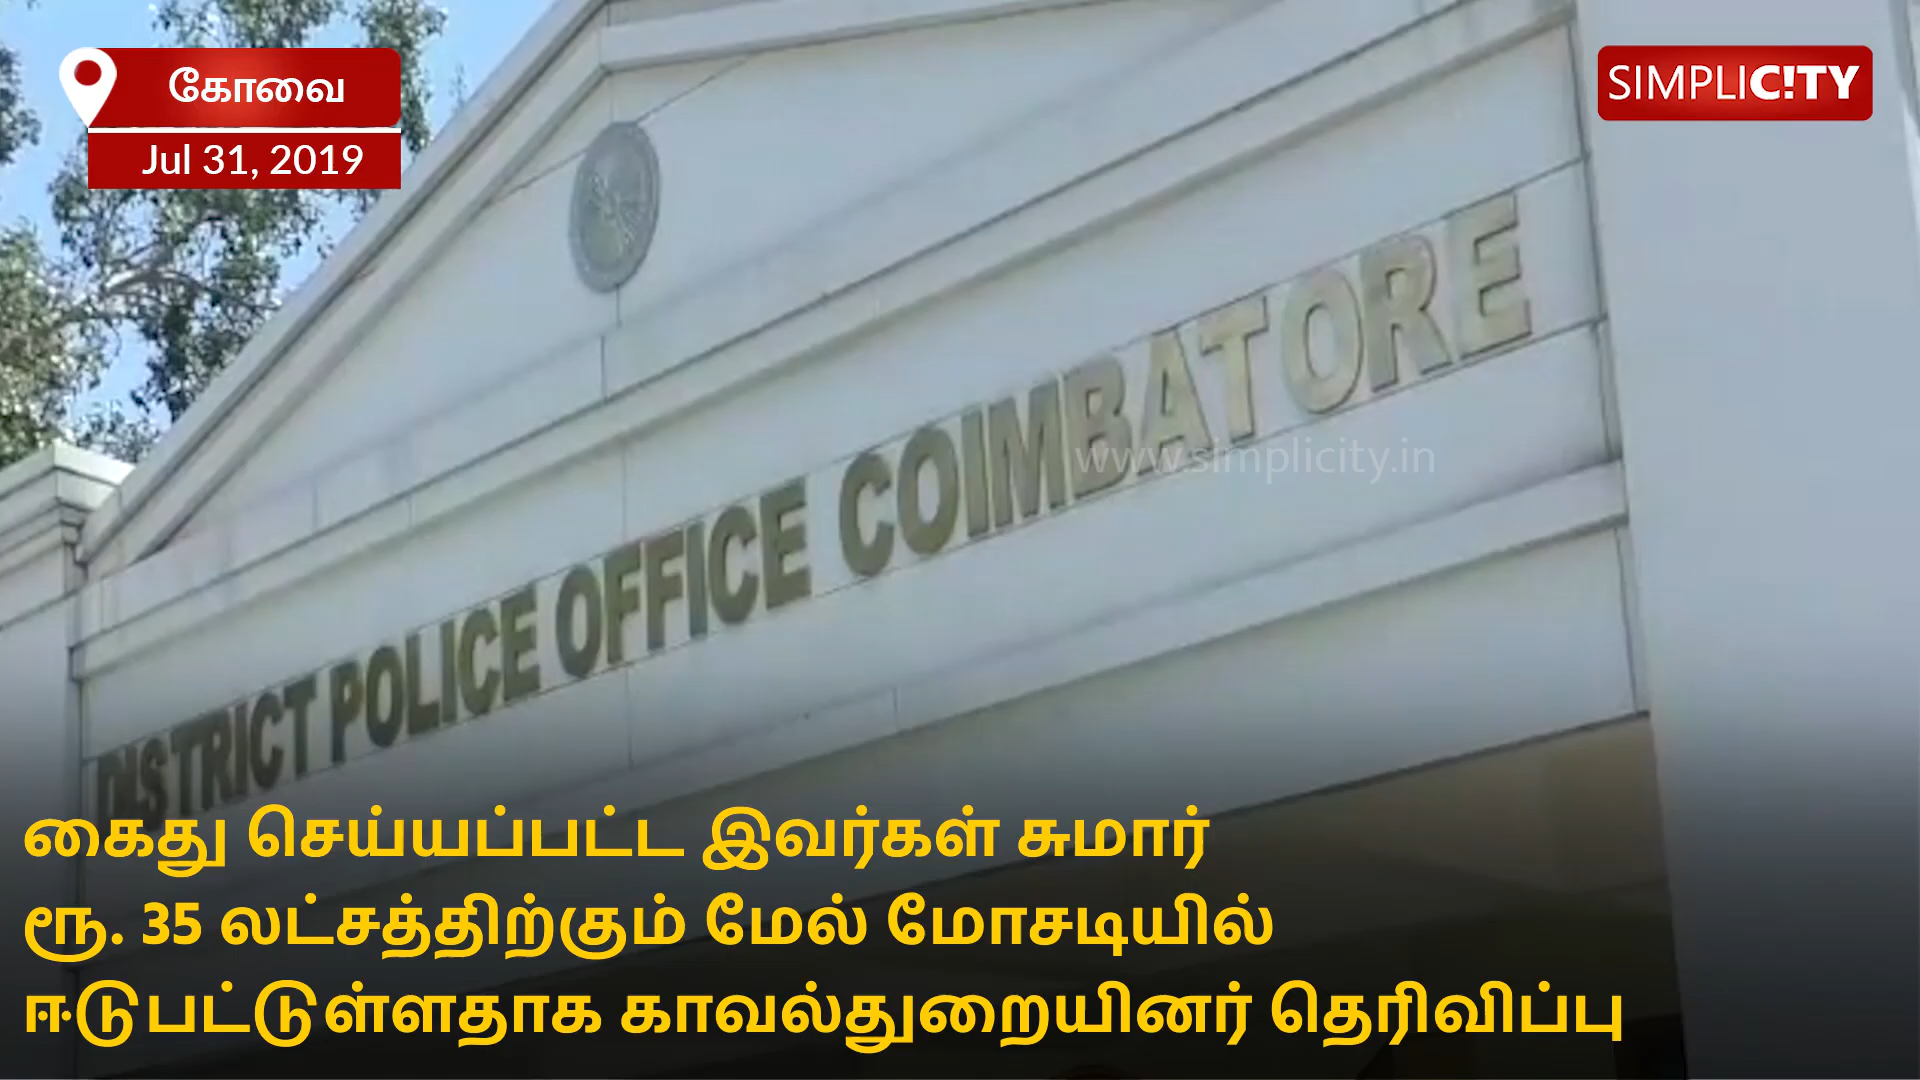 கோவை
Jul 31, 2019
SIMPLIC!TY
DISTRICT POLICE OFFICE COIMBATORE
www.simplicity.in
கைது செய்யப்பட்ட இவர்கள் சுமார்
ரூ. 35 லட்சத்திற்கும் மேல் மோசடியில்
ஈடுபட்டுள்ளதாக காவல்துறையினர் தெரிவிப்பு